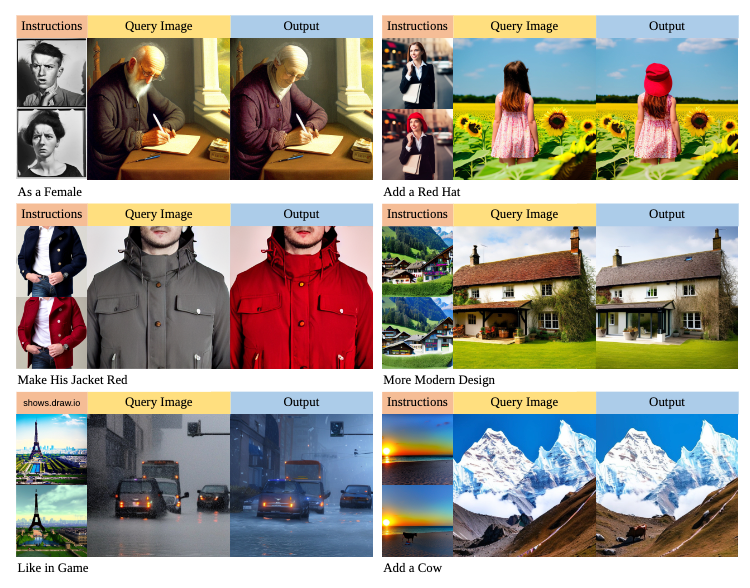 Instructions Query Image Output
As a Female
Instructions Query Image Output
Add a Red Hat
Instructions Query Image Output
Make His Jacket Red
Instructions Query Image Output
More Modern Design
shows.draw.io Query Image Output
Like in Game
Instructions Query Image Output
Add a Cow